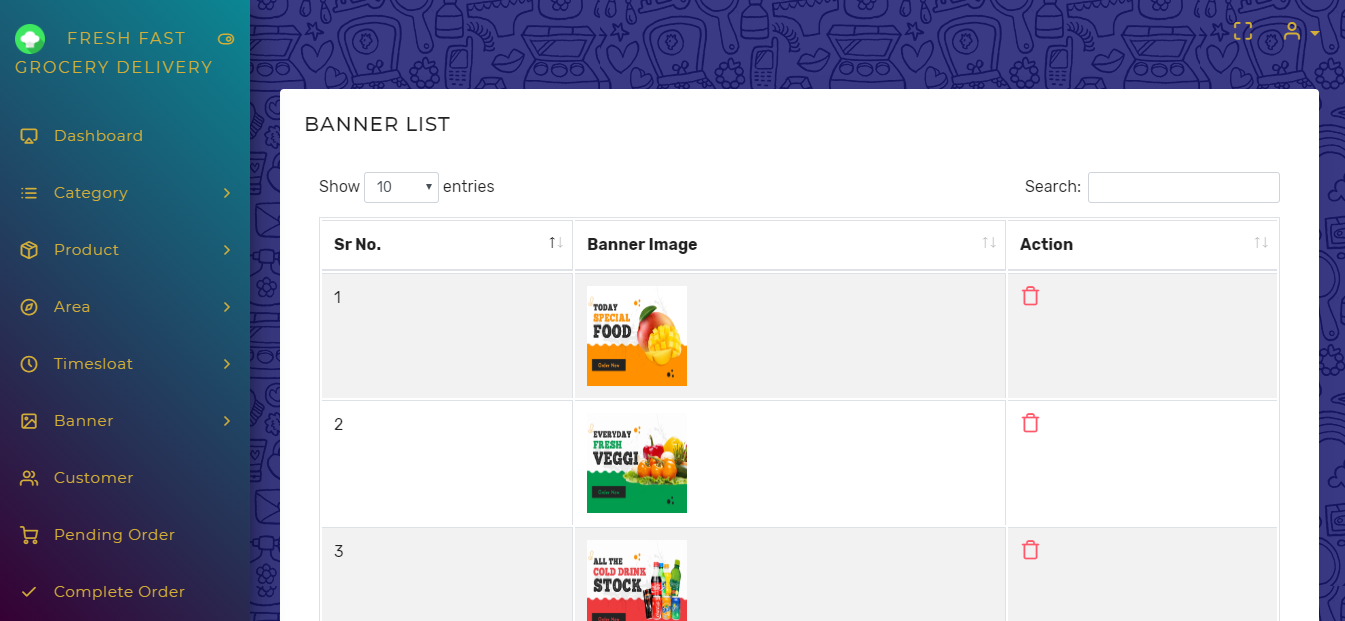 FRESH FAST
GROCERY DELIVERY
Dashboard
Category
Product
Area
Timesloat
Banner
Customer
Pending Order
Complete Order
BANNER LIST
Show 10 entries
Search:
Sr No. Banner Image Action
1
TODAY
SPECIAL
FOOD
Order Now
2
EVERYDAY
FRESH
VEGGI
Order Now
3
ALL THE
COLD DRINK
STOCK
Order Now